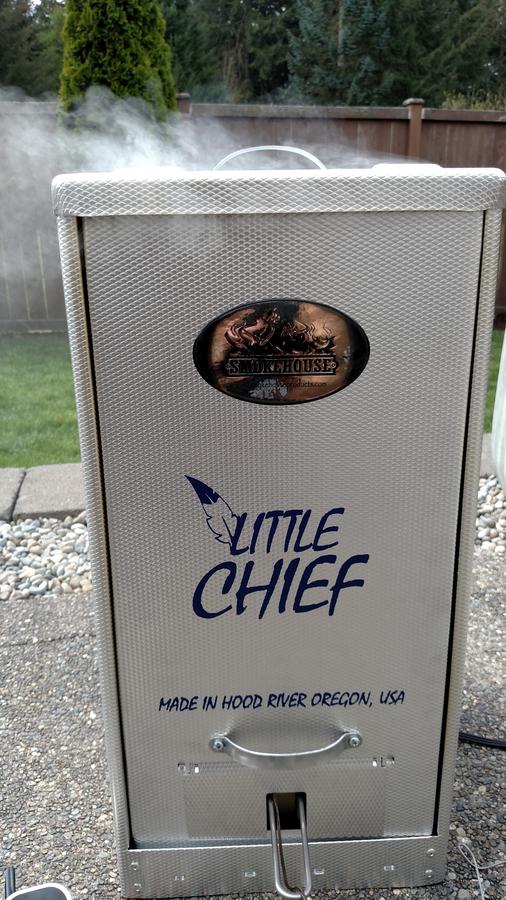 SMOKEHOUSE
LITTLE
CHIEF
MADE IN HOOD RIVER OREGON, USA